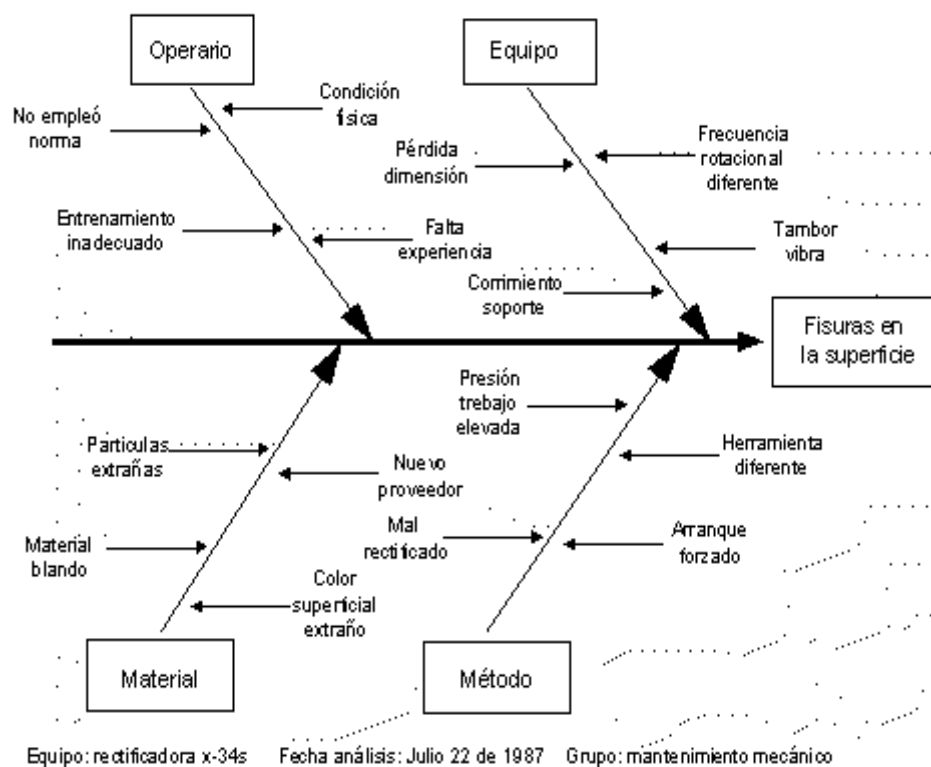 Operario
Equipo
No empleó
norma
Condición
física
Entrenamiento
inadecuado
Falta
experiencia
Pérdida
dimensión
Frecuencia
rotacional
diferente
Tambor
vibra
Corrimiento
soporte
Fisuras en
la superficie
Particulas
extrañas
Nuevo
proveedor
Material
blando
Color
superficial
extraño
Presión
trabajo
elevada
Herramienta
diferente
Mal
rectificado
Arranque
forzado
Material
Método
Equipo: rectificadora x-34s Fecha análisis: Julio 22 de 1987 Grupo: mantenimiento mecánico